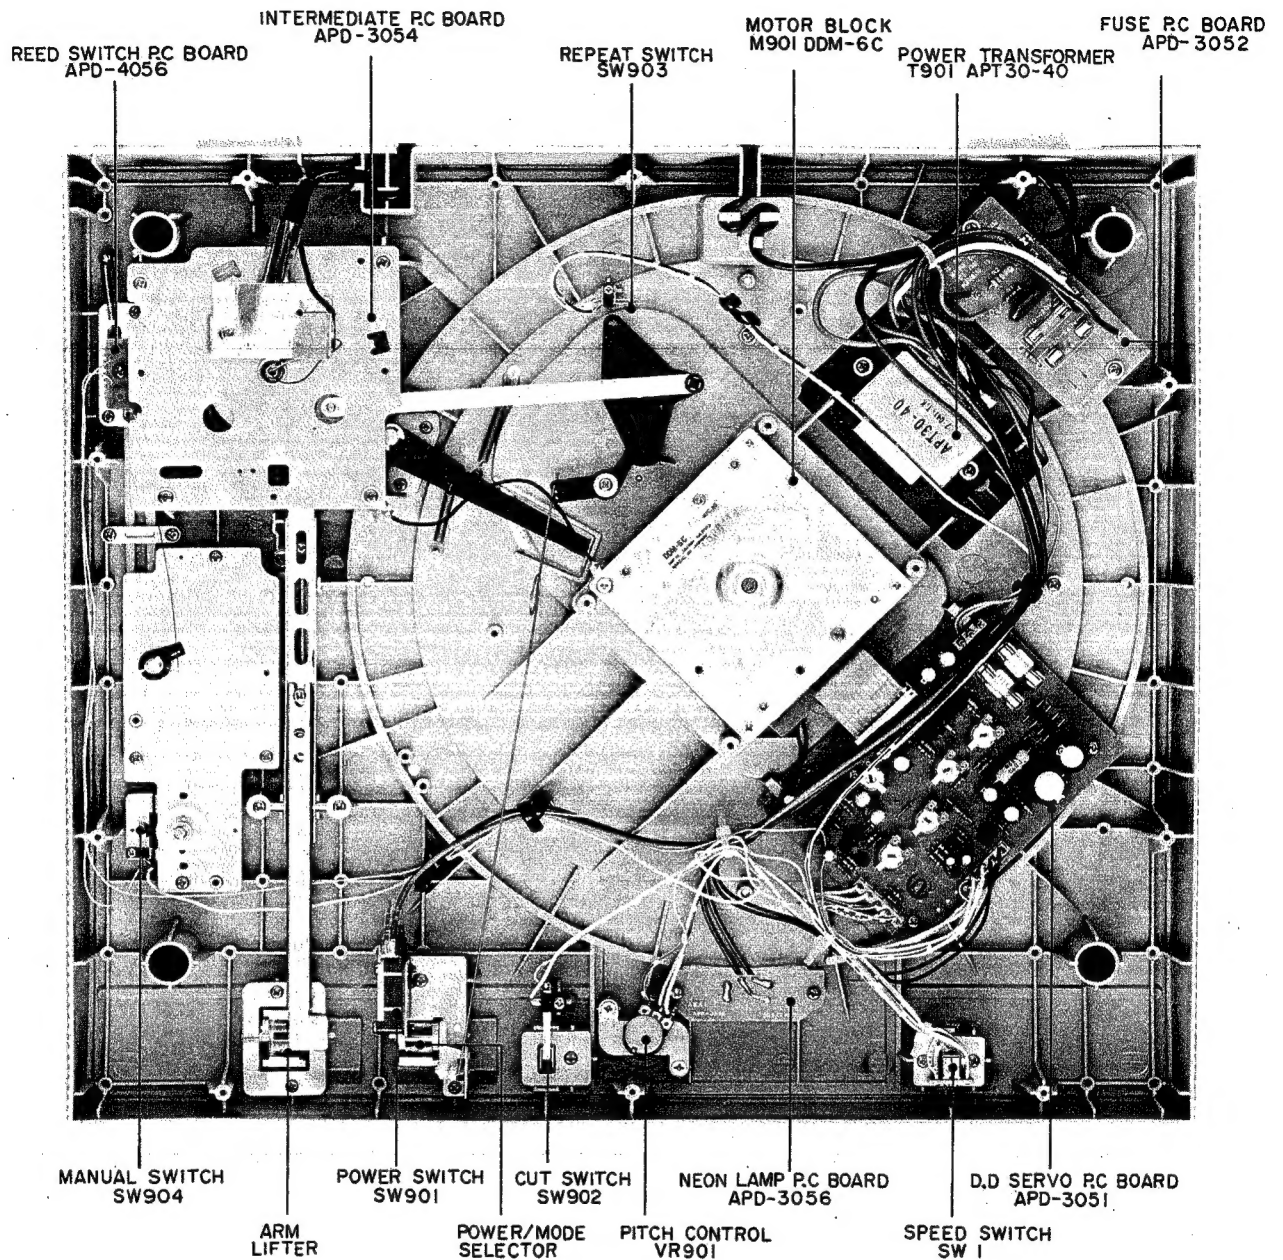 INTERMEDIATE P.C BOARD
APD-3054
MOTOR BLOCK
M901 DDM-6C
FUSE P.C BOARD
APD-3052
REED SWITCH P.C BOARD
APD-4056
REPEAT SWITCH
SW903
POWER TRANSFORMER
T901 APT30-40
APT30-40
DDM-6C
MANUAL SWITCH
SW904
POWER SWITCH
SW901
CUT SWITCH
SW902
NEON LAMP P.C BOARD
APD-3056
D.D SERVO P.C BOARD
APD-3051
ARM
LIFTER
POWER/MODE
SELECTOR
PITCH CONTROL
VR901
SPEED SWITCH
SW 1